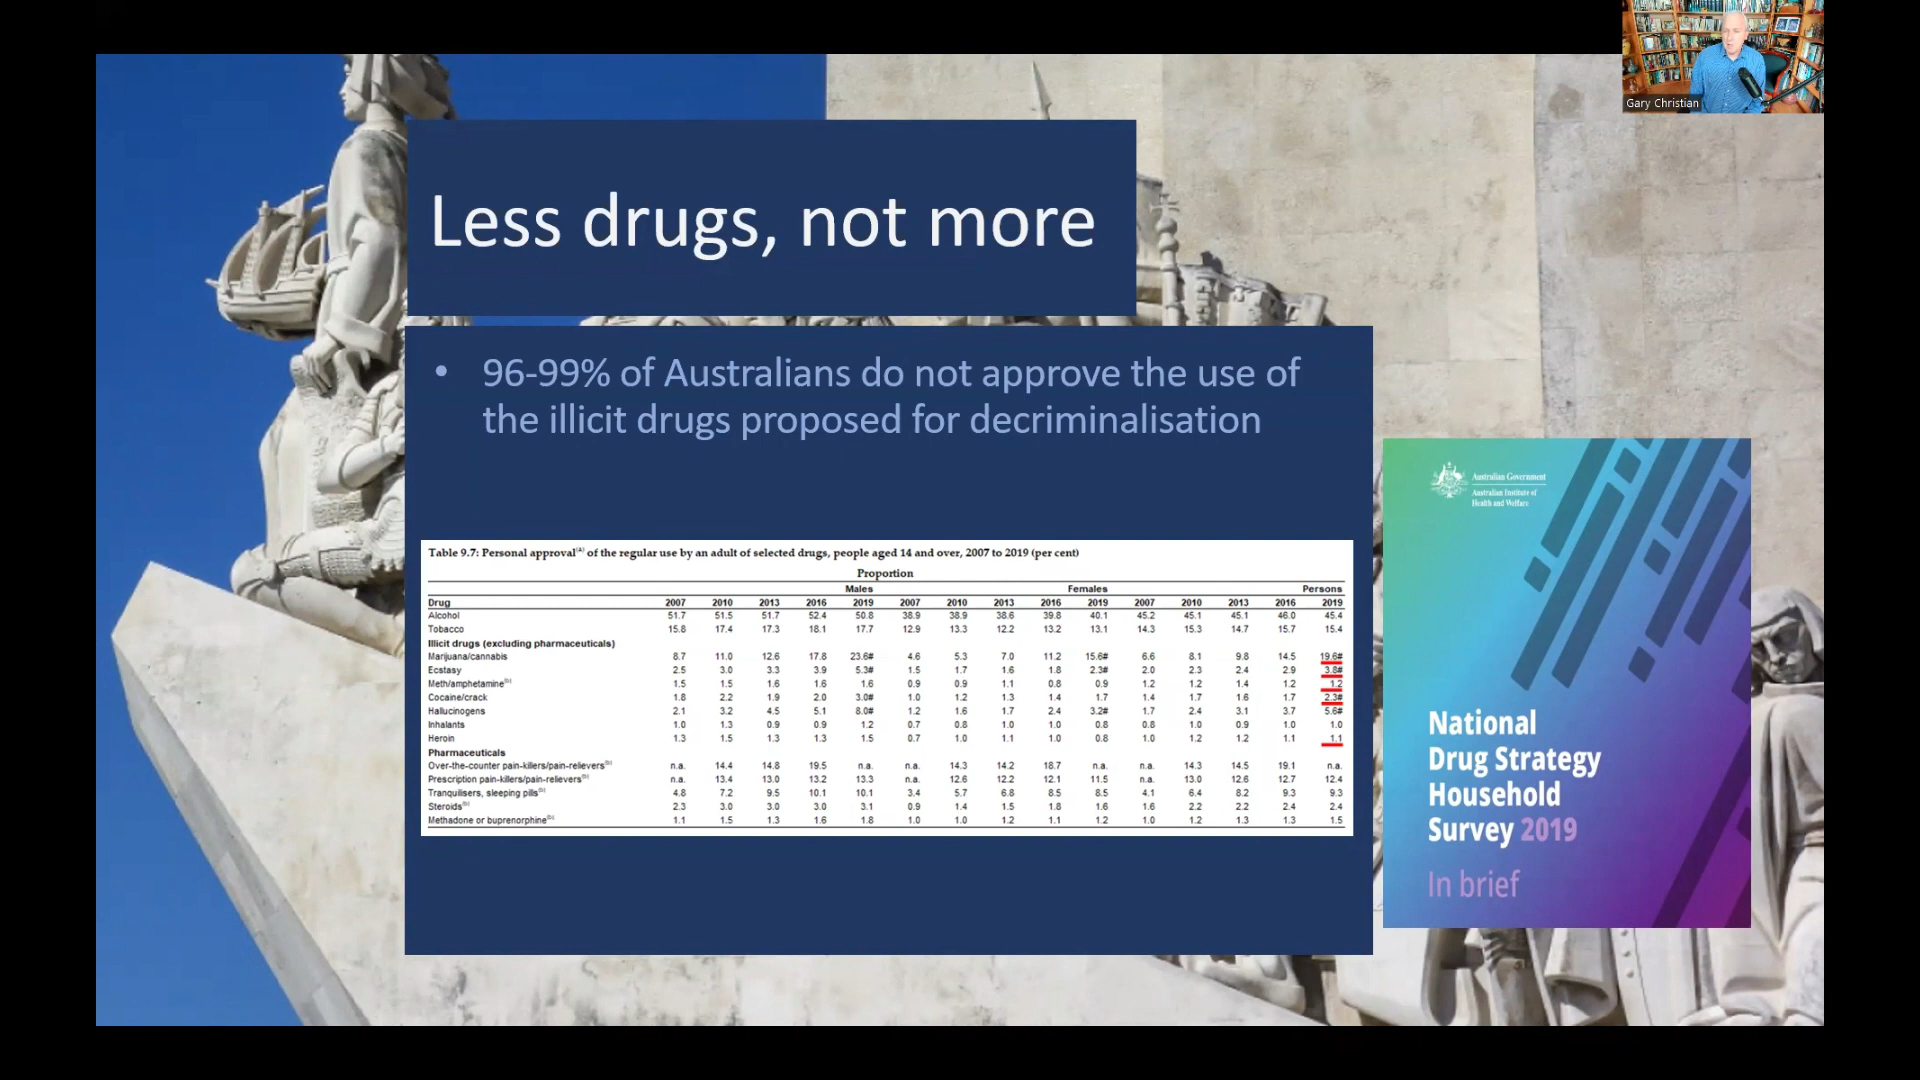 Gary Christian
Less drugs, not more
• 96-99% of Australians do not approve the use of
the illicit drugs proposed for decriminalisation
Table 9.7: Personal approval(a) of the regular use by an adult of selected drugs, people aged 14 and over, 2007 to 2019 (per cent)
Proportion
Males Females Persons
Drug 2007 2010 2013 2016 2019 2007 2010 2013 2016 2019 2007 2010 2013 2016 2019
Alcohol 51.7 51.5 51.7 52.4 50.8 38.9 38.9 38.6 39.8 40.1 45.2 45.1 45.1 46.0 45.4
Tobacco 15.8 17.4 17.3 18.1 17.7 12.9 13.3 12.2 13.2 13.1 14.3 15.3 14.7 15.7 15.4
Illicit drugs (excluding pharmaceuticals)
Marijuana/cannabis 8.7 11.0 12.6 17.8 23.6# 4.6 5.3 7.0 11.2 15.6# 6.6 8.1 9.8 14.5 19.6#
Ecstasy 2.5 3.0 3.3 3.9 5.3# 1.5 1.7 1.6 1.8 2.3# 2.0 2.3 2.4 2.9 3.8#
Meth/amphetamine(b) 1.5 1.5 1.6 1.6 1.6 0.9 0.9 1.1 0.8 0.9 1.2 1.2 1.4 1.2 1.2
Cocaine/crack 1.8 2.2 1.9 2.0 3.0# 1.0 1.2 1.3 1.4 1.7 1.4 1.7 1.6 1.7 2.3#
Hallucinogens 2.1 3.2 4.5 5.1 8.0# 1.2 1.6 1.7 2.4 3.2# 1.7 2.4 3.1 3.7 5.6#
Inhalants 1.0 1.3 0.9 0.9 1.2 0.7 0.8 1.0 1.0 0.8 0.8 1.0 0.9 1.0 1.0
Heroin 1.3 1.5 1.3 1.3 1.5 0.7 1.0 1.1 1.0 0.8 1.0 1.2 1.2 1.1 1.1
Pharmaceuticals
Over-the-counter pain-killers/pain-relievers(b) n.a. 14.4 14.8 19.5 n.a. n.a. 14.3 14.2 18.7 n.a. n.a. 14.3 14.5 19.1 n.a.
Prescription pain-killers/pain-relievers(b) n.a. 13.4 13.0 13.2 13.3 n.a. 12.6 12.2 12.1 11.5 n.a. 13.0 12.6 12.7 12.4
Tranquilisers, sleeping pills(b) 4.8 7.2 9.5 10.1 10.1 3.4 5.7 6.8 8.5 8.5 4.1 6.4 8.2 9.3 9.3
Steroids(b) 2.3 3.0 3.0 3.0 3.1 0.9 1.4 1.5 1.8 1.6 1.6 2.2 2.2 2.4 2.4
Methadone or buprenorphine(b) 1.1 1.5 1.3 1.6 1.8 1.0 1.0 1.2 1.1 1.2 1.0 1.2 1.3 1.3 1.5
Australian Government
Australian Institute of
Health and Welfare
National
Drug Strategy
Household
Survey 2019
In brief